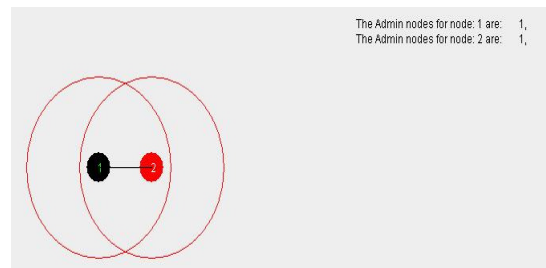 The Admin nodes for node: 1 are: 1,
The Admin nodes for node: 2 are: 1,
1 2